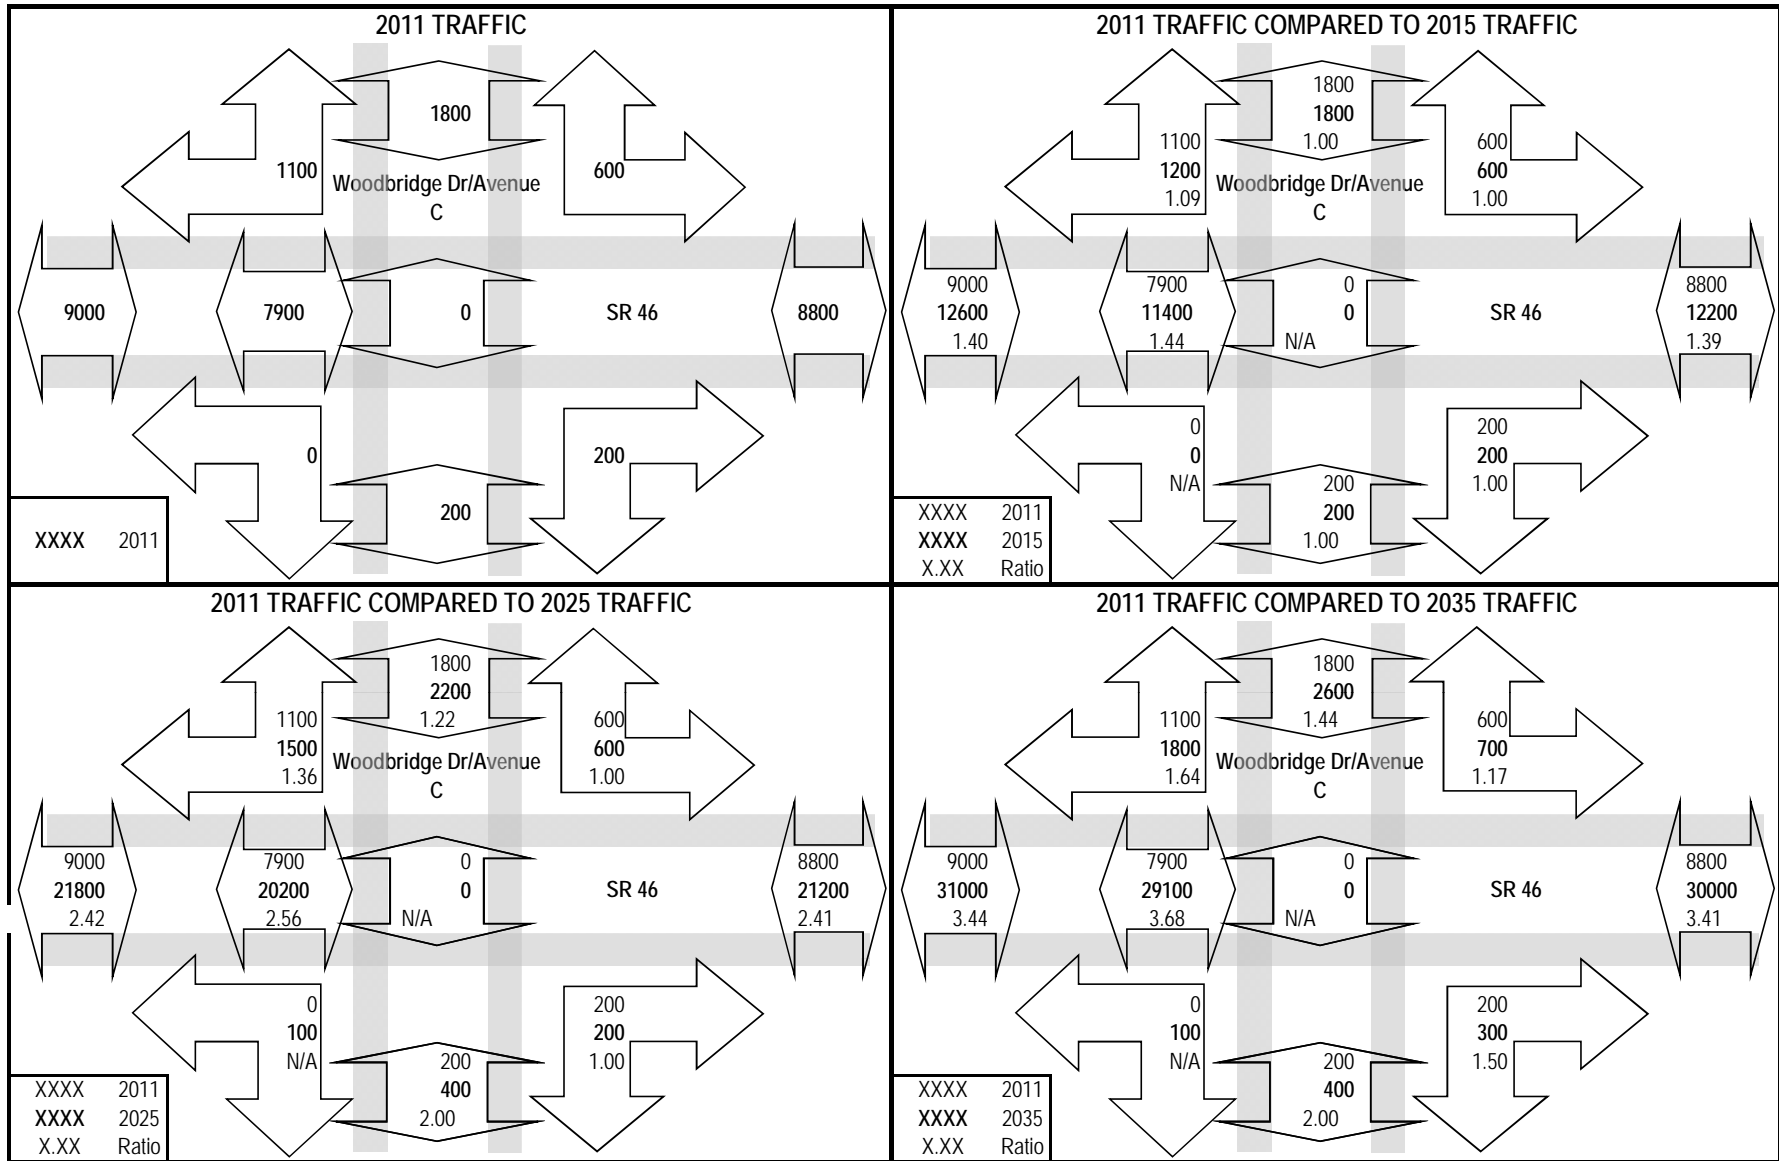 2011 TRAFFIC
1800
1100
600
Woodbridge Dr/Avenue
C
9000
7900
0
SR 46
8800
0
200
200
XXXX 2011
2011 TRAFFIC COMPARED TO 2015 TRAFFIC
1800
1800
1.00
1100
1200
1.09
600
600
1.00
Woodbridge Dr/Avenue
C
9000
12600
1.40
7900
11400
1.44
0
0
N/A
SR 46
8800
12200
1.39
0
0
N/A
200
200
1.00
200
200
1.00
XXXX 2011
XXXX 2015
X.XX Ratio
2011 TRAFFIC COMPARED TO 2025 TRAFFIC
1800
2200
1.22
1100
1500
1.36
600
600
1.00
Woodbridge Dr/Avenue
C
9000
21800
2.42
7900
20200
2.56
0
0
N/A
SR 46
8800
21200
2.41
0
100
N/A
200
200
1.00
200
400
2.00
XXXX 2011
XXXX 2025
X.XX Ratio
2011 TRAFFIC COMPARED TO 2035 TRAFFIC
1800
2600
1.44
1100
1800
1.64
600
700
1.17
Woodbridge Dr/Avenue
C
9000
31000
3.44
7900
29100
3.68
0
0
N/A
SR 46
8800
30000
3.41
0
100
N/A
200
300
1.50
200
400
2.00
XXXX 2011
XXXX 2035
X.XX Ratio